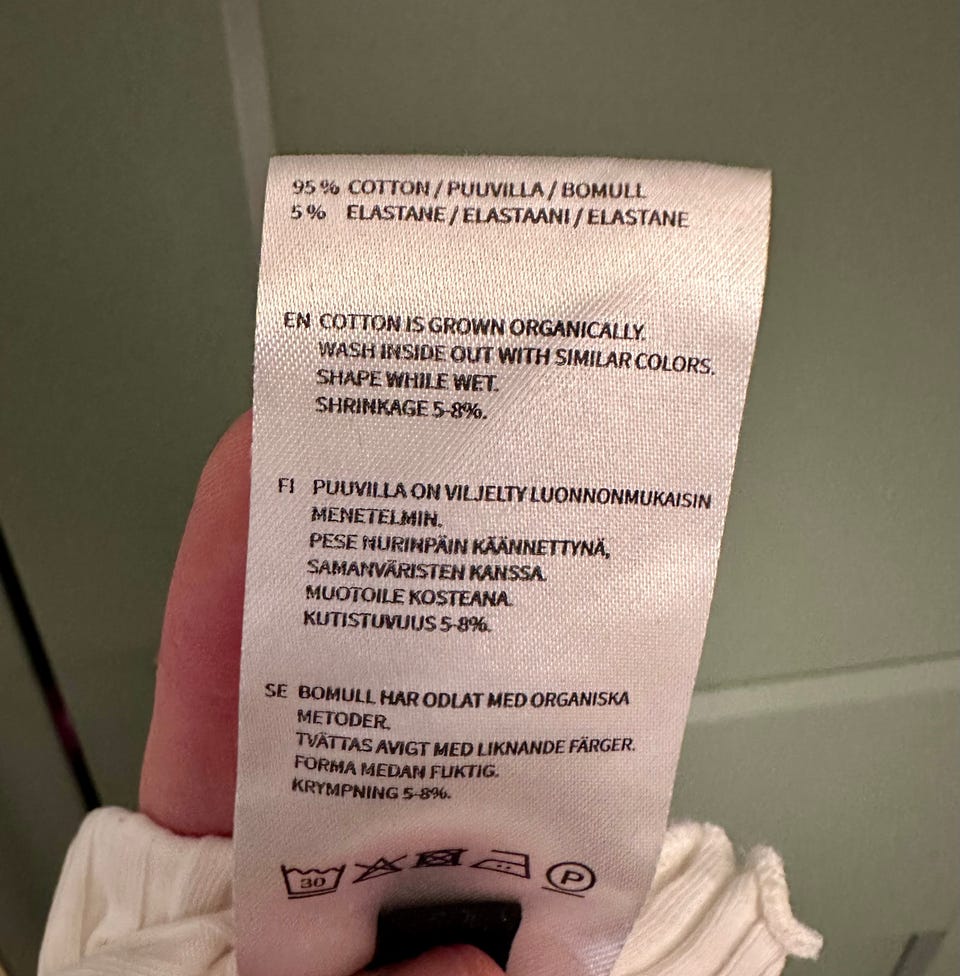 95 % COTTON / PUUVILLA / BOMULL
5 % ELASTANE / ELASTAANI / ELASTANE
EN COTTON IS GROWN ORGANICALLY.
WASH INSIDE OUT WITH SIMILAR COLORS.
SHAPE WHILE WET.
SHRINKAGE 5-8%.
FI PUUVILLA ON VILJELTY LUONNONMUKAISIN
MENETELMIN.
PESE NURINPÄIN KÄÄNNETTYNÄ,
SAMANVÄRISTEN KANSSA.
MUOTOILE KOSTEANA.
KUTISTUVUUS 5-8%.
SE BOMULL HAR ODLAT MED ORGANISKA
METODER.
TVÄTTAS AVIGT MED LIKNANDE FÄRGER.
FORMA MEDAN FUKTIG.
KRYMPNING 5-8%.
30 P